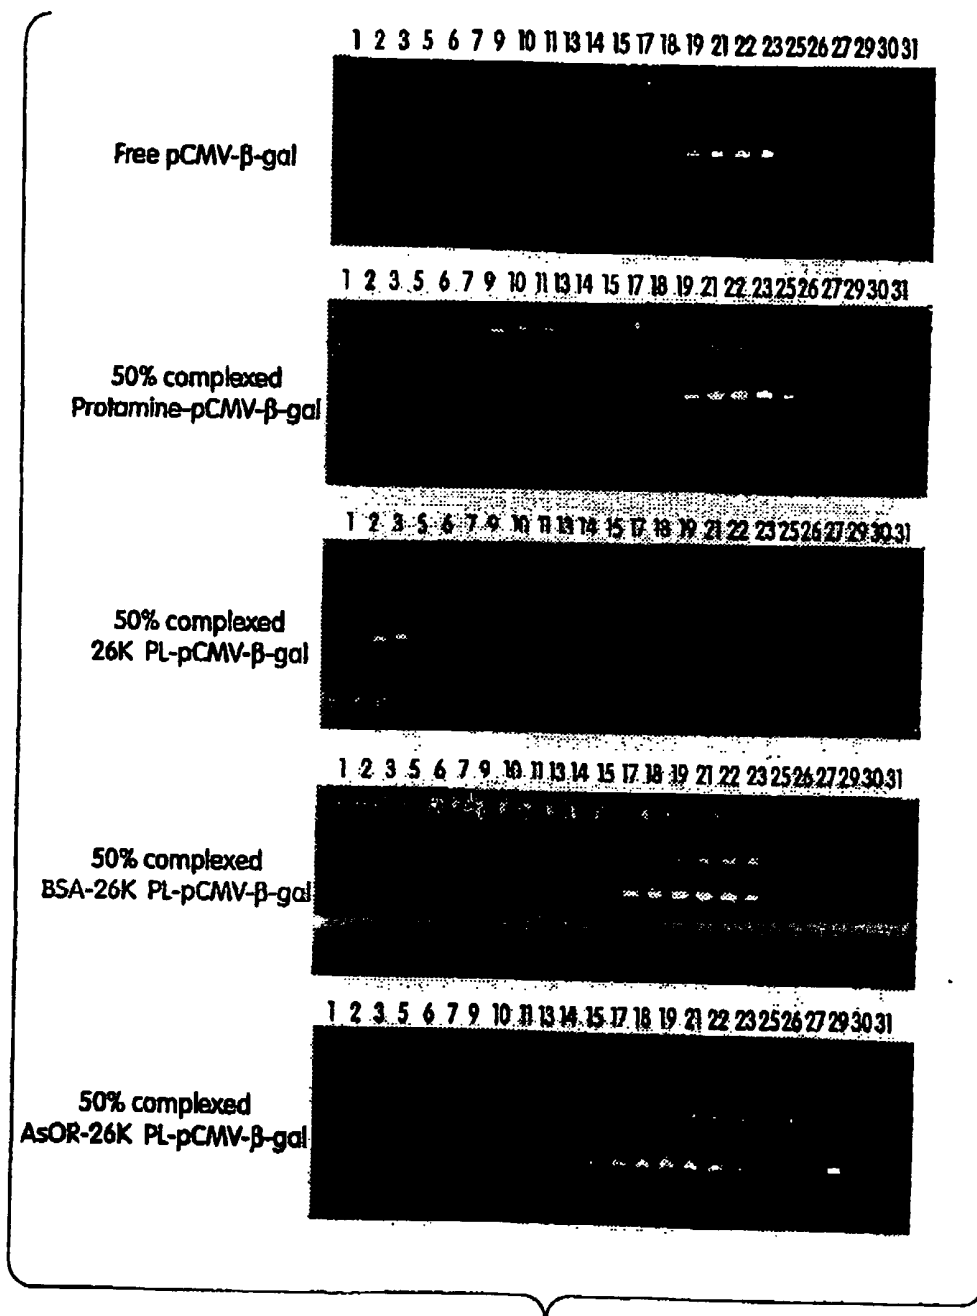 1 2 3 5 6 7 9 10 11 13 14 15 17 18 19 21 22 23 25 26 27 29 30 31
Free pCMV-β-gal
1 2 3 5 6 7 9 10 11 13 14 15 17 18 19 21 22 23 25 26 27 29 30 31
50% complexed
Protamine-pCMV-β-gal
1 2 3 5 6 7 9 10 11 13 14 15 17 18 19 21 22 23 25 26 27 29 30 31
50% complexed
26K PL-pCMV-β-gal
1 2 3 5 6 7 9 10 11 13 14 15 17 18 19 21 22 23 25 26 27 29 30 31
50% complexed
BSA-26K PL-pCMV-β-gal
1 2 3 5 6 7 9 10 11 13 14 15 17 18 19 21 22 23 25 26 27 29 30 31
50% complexed
AsOR-26K PL-pCMV-β-gal